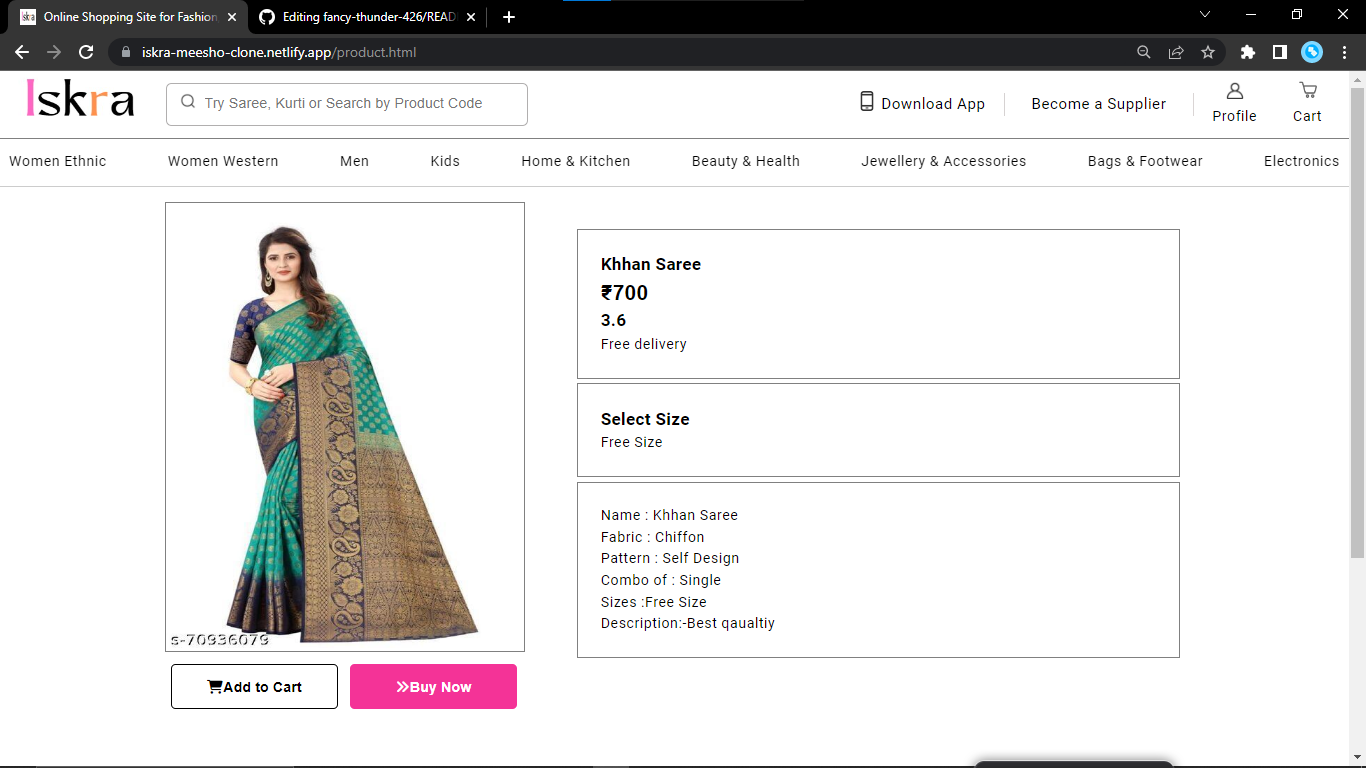 Online Shopping Site for Fashion
Editing fancy-thunder-426/READ
iskra-meesho-clone.netlify.app/product.html
Iskra
Try Saree, Kurti or Search by Product Code
Download App
Become a Supplier
Profile
Cart
Women Ethnic
Women Western
Men
Kids
Home & Kitchen
Beauty & Health
Jewellery & Accessories
Bags & Footwear
Electronics
Khhan Saree
₹700
3.6
Free delivery
Select Size
Free Size
Name : Khhan Saree
Fabric : Chiffon
Pattern : Self Design
Combo of : Single
Sizes :Free Size
Description:-Best qaualtiy
s-70936079
Add to Cart
Buy Now